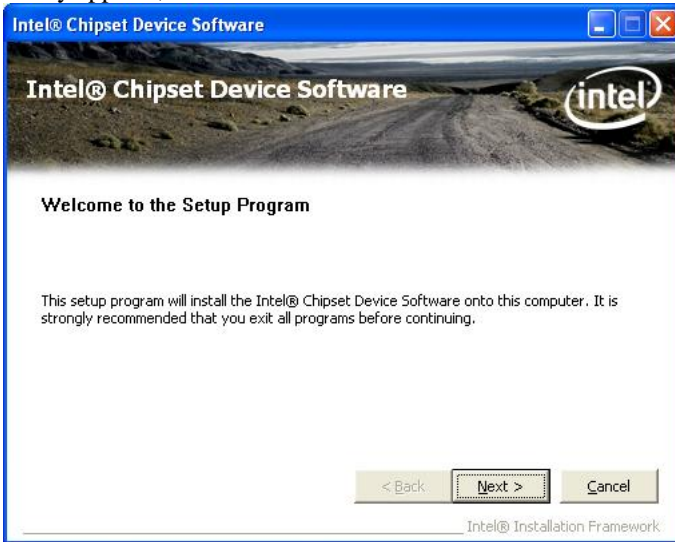 Intel® Chipset Device Software
Intel® Chipset Device Software
intel
Welcome to the Setup Program
This setup program will install the Intel® Chipset Device Software onto this computer. It is
strongly recommended that you exit all programs before continuing.
< Back Next > Cancel
Intel® Installation Framework